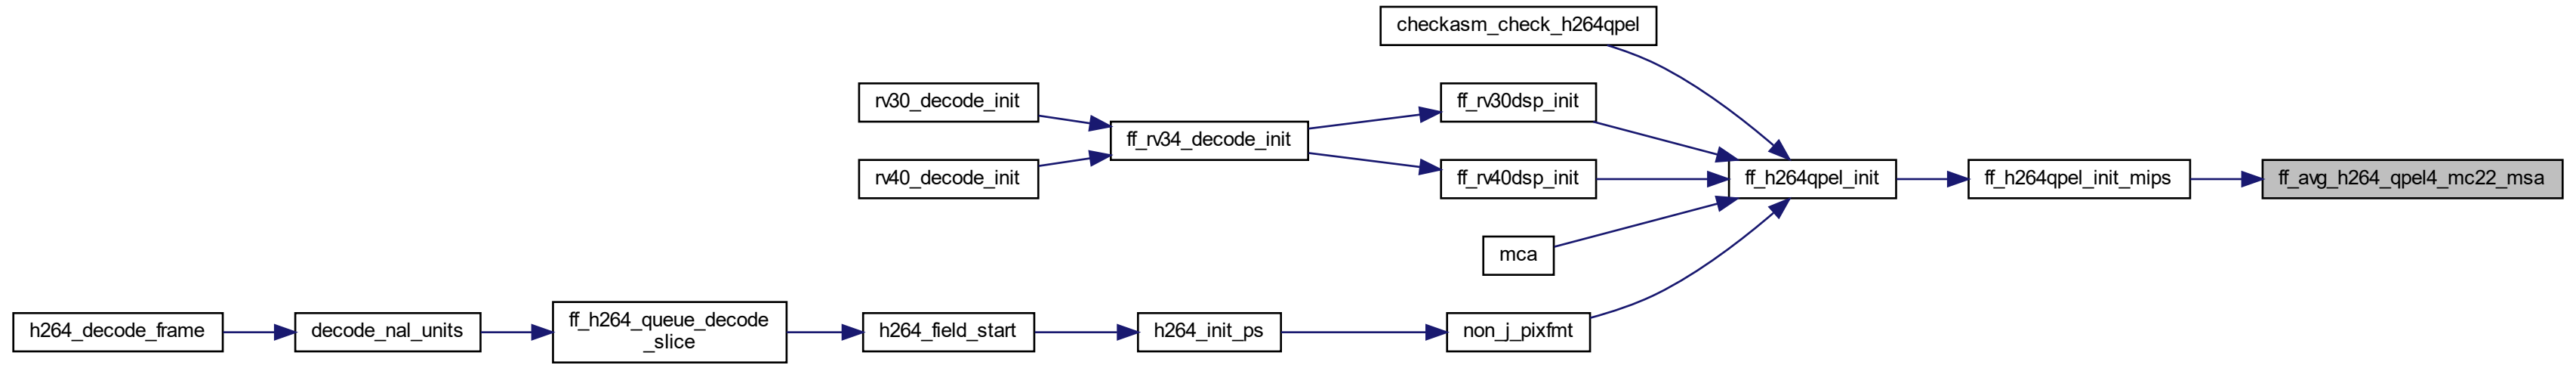 checkasm_check_h264qpel
rv30_decode_init
ff_rv30dsp_init
ff_rv34_decode_init
rv40_decode_init
ff_rv40dsp_init
ff_h264qpel_init
ff_h264qpel_init_mips
ff_avg_h264_qpel4_mc22_msa
mca
h264_decode_frame
decode_nal_units
ff_h264_queue_decode
_slice
h264_field_start
h264_init_ps
non_j_pixfmt